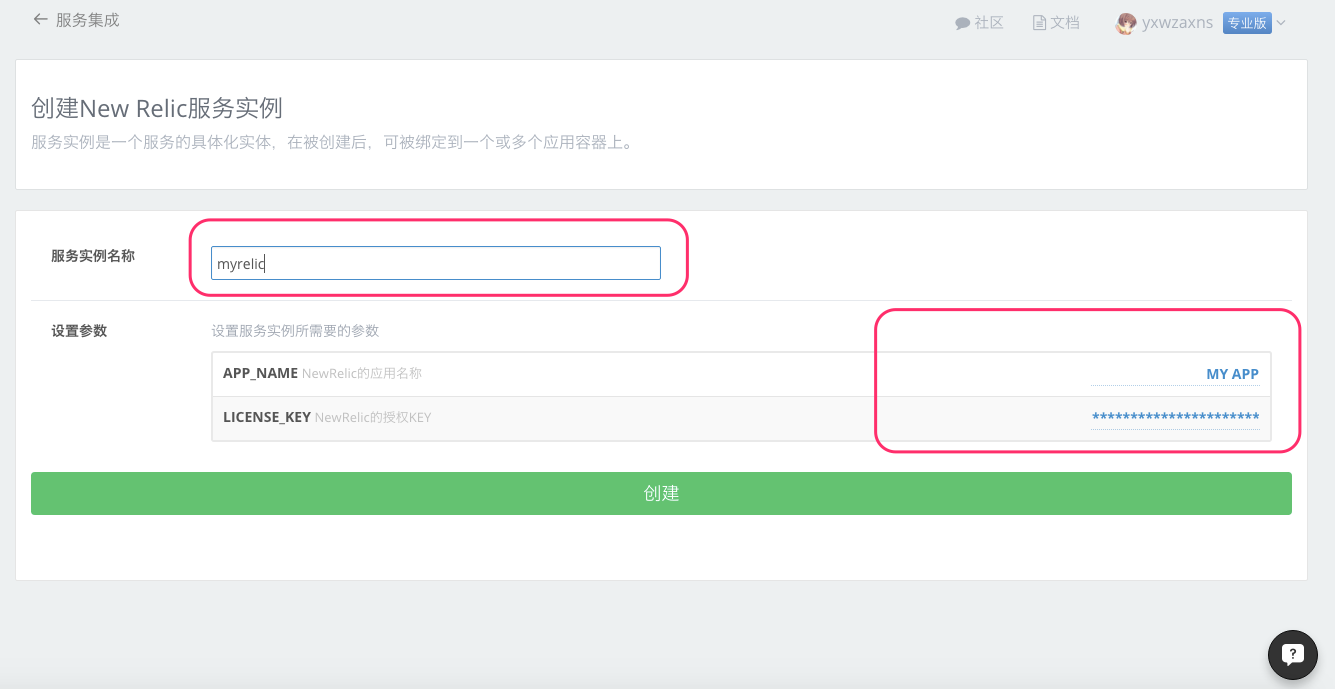 服务集成
社区 文档 yxwzaxns 专业版
创建New Relic服务实例
服务实例是一个服务的具体化实体，在被创建后，可被绑定到一个或多个应用容器上。
服务实例名称
myrelic
设置参数 设置服务实例所需要的参数
APP_NAME NewRelic的应用名称 MY APP
LICENSE_KEY NewRelic的授权KEY **********************
创建
?